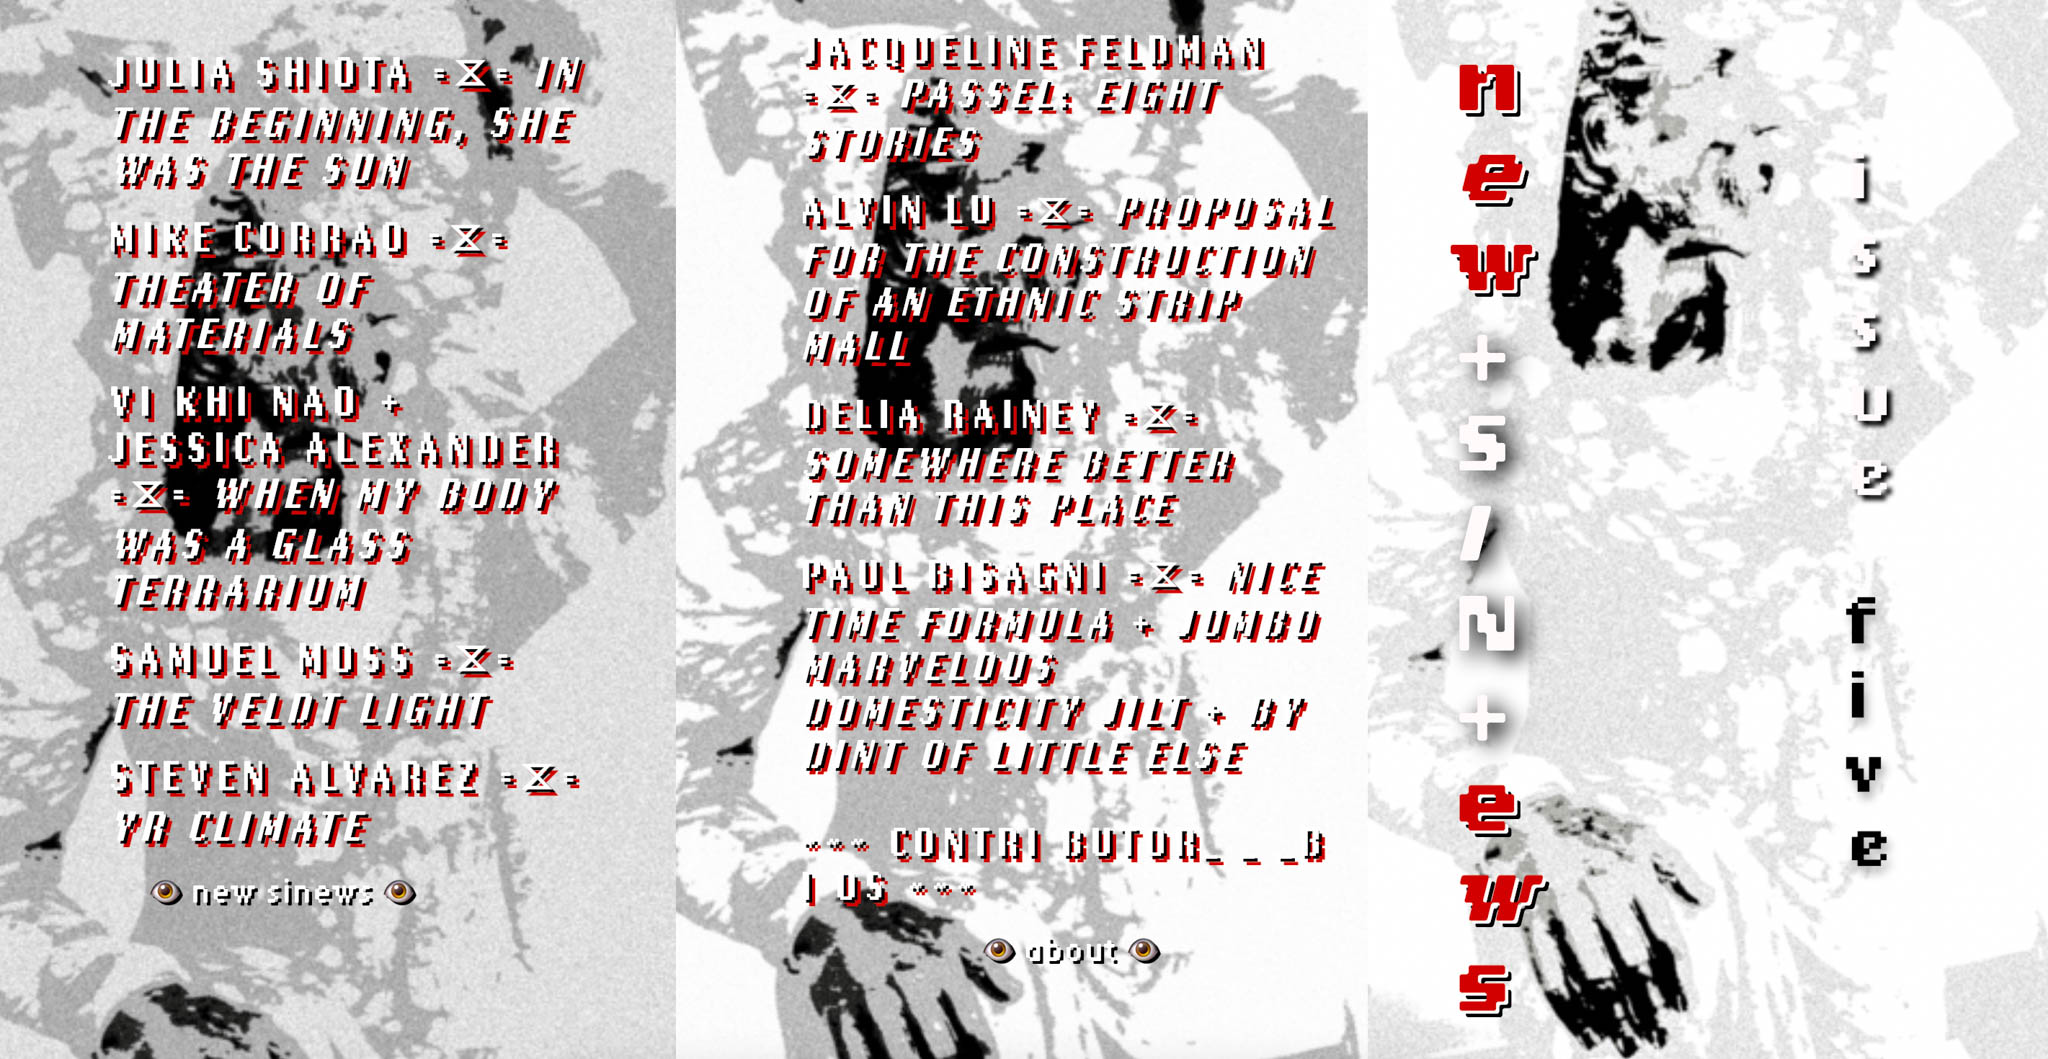 JULIA SHIOTA -⧖- IN
THE BEGINNING, SHE
WAS THE SUN
MIKE CORRAO -⧖-
THEATER OF
MATERIALS
VI KHI NAO +
JESSICA ALEXANDER
-⧖- WHEN MY BODY
WAS A GLASS
TERRARIUM
SAMUEL MOSS -⧖-
THE VELDT LIGHT
STEVEN ALVAREZ -⧖-
YR CLIMATE
👁 new sinews 👁
JACQUELINE FELDMAN
-⧖- PASSEL: EIGHT
STORIES
ALVIN LU -⧖- PROPOSAL
FOR THE CONSTRUCTION
OF AN ETHNIC STRIP
MALL
DELIA RAINEY -⧖-
SOMEWHERE BETTER
THAN THIS PLACE
PAUL BISAGNI -⧖- NICE
TIME FORMULA + JUMBO
MARVELOUS
DOMESTICITY JILT + BY
DINT OF LITTLE ELSE
--- CONTRI BUTOR_ _ _B
I OS ---
👁 about 👁
new+S/N+ews
issue five